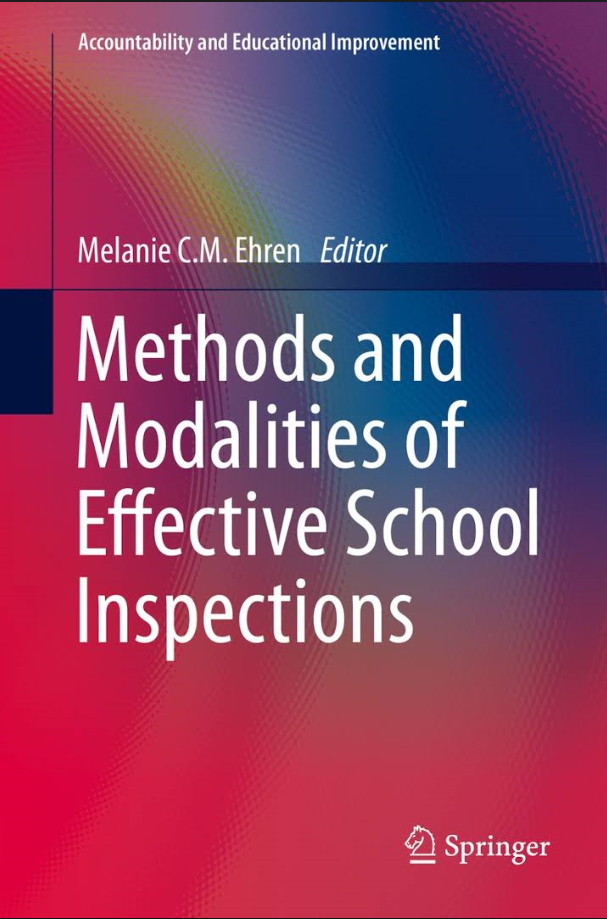 Accountability and Educational Improvement
Melanie C.M. Ehren Editor
Methods and
Modalities of
Effective School
Inspections
Springer